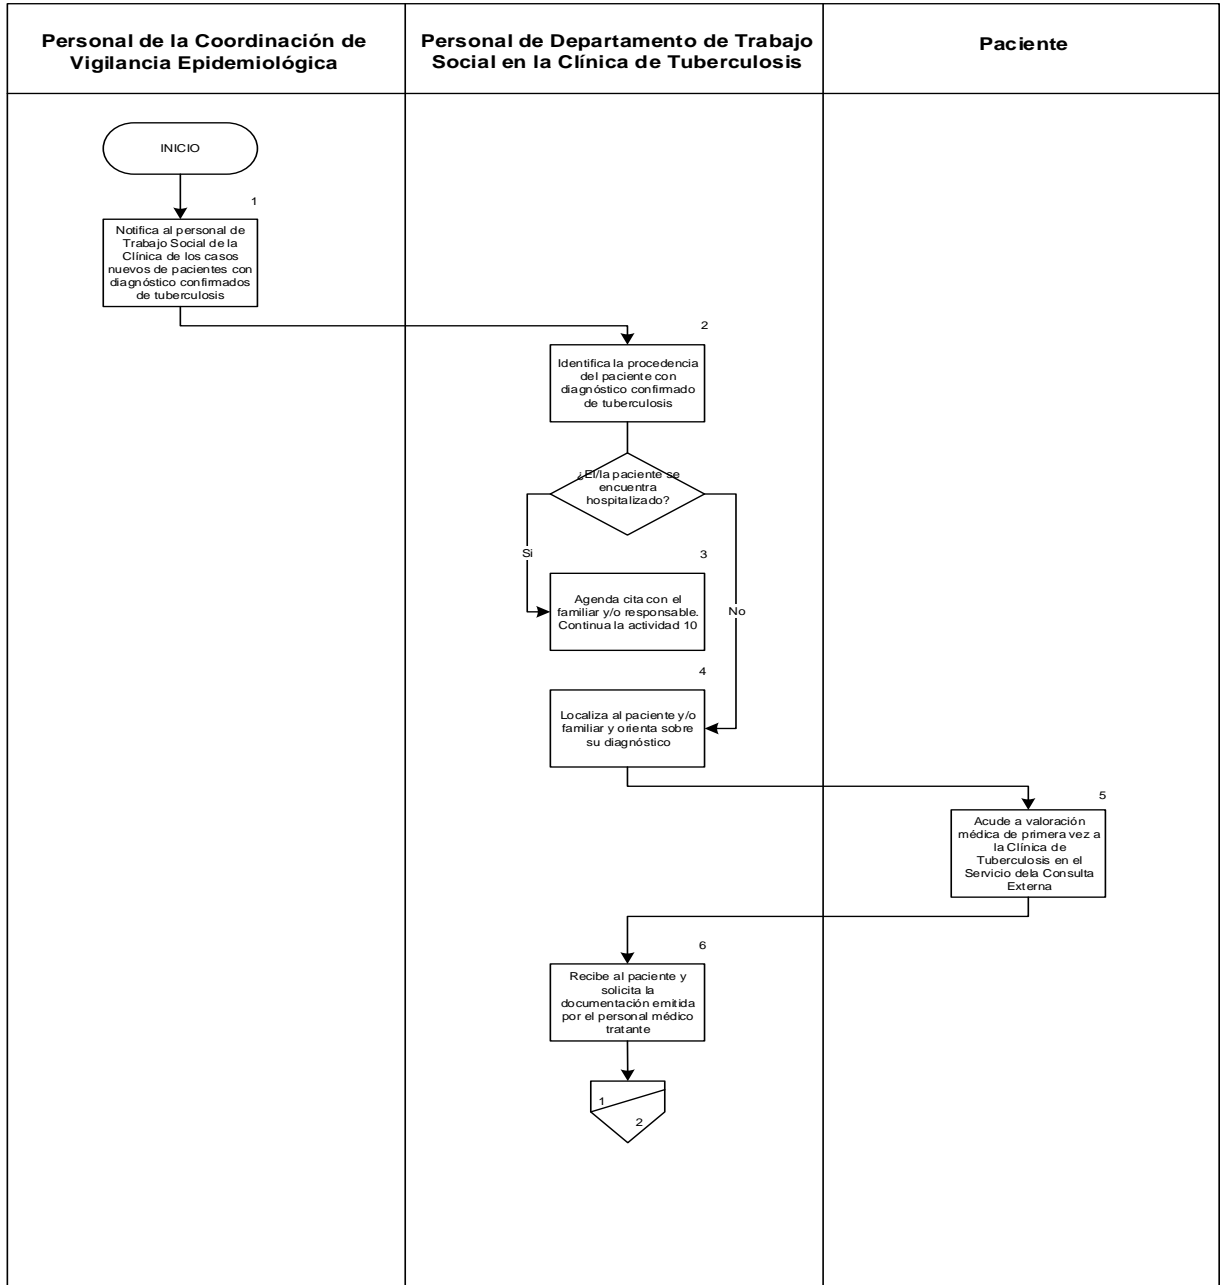 Personal de la Coordinación de
Vigilancia Epidemiológica
Personal de Departamento de Trabajo
Social en la Clínica de Tuberculosis
Paciente
INICIO
1
Notifica al personal de
Trabajo Social de la
Clínica de los casos
nuevos de pacientes con
diagnóstico confirmados
de tuberculosis
2
Identifica la procedencia
del paciente con
diagnóstico confirmado
de tuberculosis
¿El/la paciente se
encuentra
hospitalizado?
Si
3
Agenda cita con el
familiar y/o responsable.
Continua la actividad 10
No
4
Localiza al paciente y/o
familiar y orienta sobre
su diagnóstico
5
Acude a valoración
médica de primera vez a
la Clínica de
Tuberculosis en el
Servicio dela Consulta
Externa
6
Recibe al paciente y
solicita la
documentación emitida
por el personal médico
tratante
1
2